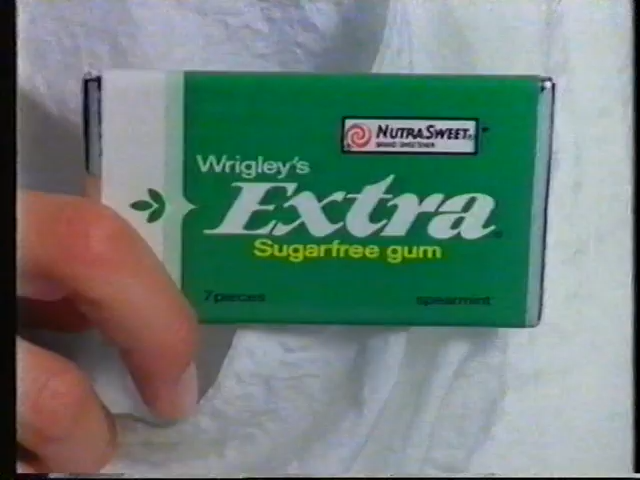 NUTRASWEET
BRAND SWEETENER
Wrigley's
Extra
Sugarfree gum
7 pieces
spearmint